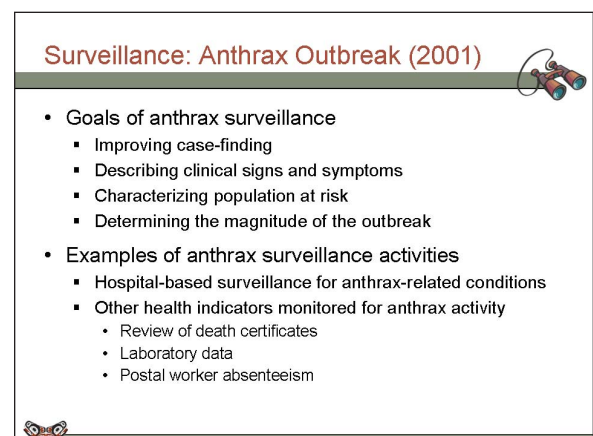 Surveillance: Anthrax Outbreak (2001)
• Goals of anthrax surveillance
▪ Improving case-finding
▪ Describing clinical signs and symptoms
▪ Characterizing population at risk
▪ Determining the magnitude of the outbreak
• Examples of anthrax surveillance activities
▪ Hospital-based surveillance for anthrax-related conditions
▪ Other health indicators monitored for anthrax activity
• Review of death certificates
• Laboratory data
• Postal worker absenteeism